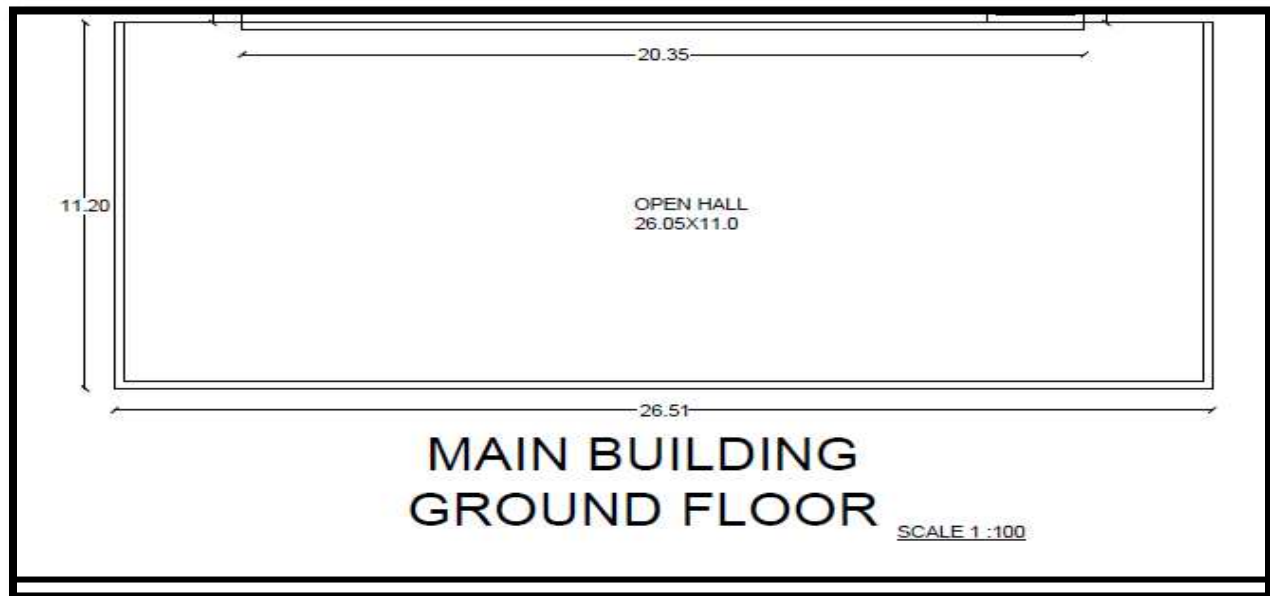 20.35
11.20
OPEN HALL
26.05X11.0
26.51
MAIN BUILDING
GROUND FLOOR
SCALE 1 :100